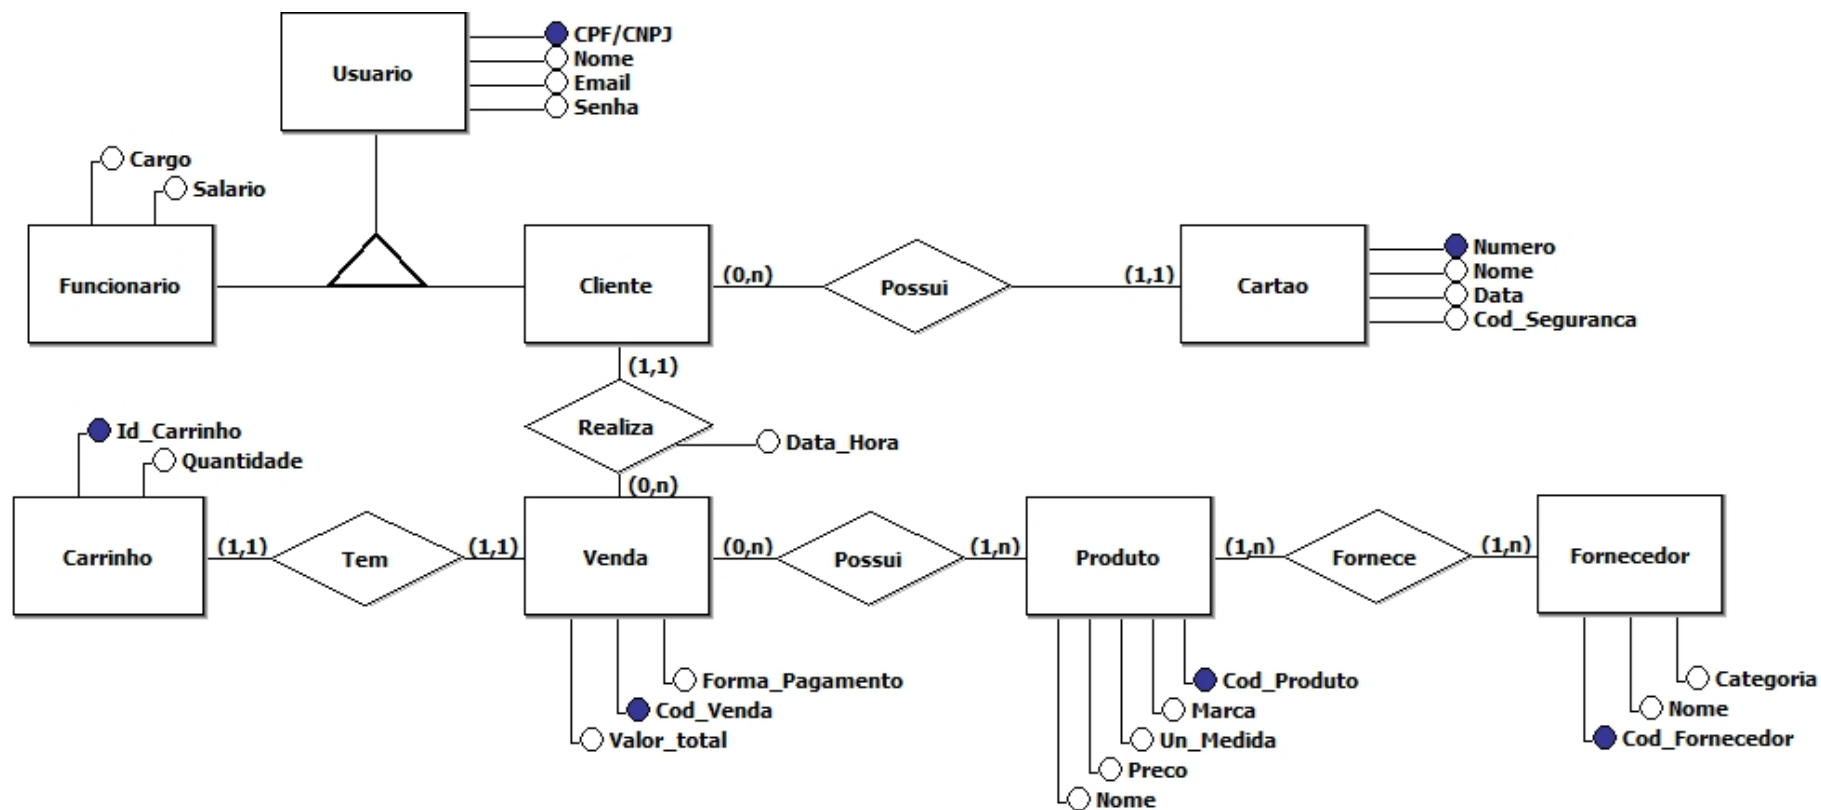 Usuario
CPF/CNPJ
Nome
Email
Senha
Cargo
Salario
Funcionario
Cliente
(0,n)
Possui
(1,1)
Cartao
Numero
Nome
Data
Cod_Seguranca
(1,1)
Realiza
Data_Hora
(0,n)
Id_Carrinho
Quantidade
Carrinho
(1,1)
Tem
(1,1)
Venda
(0,n)
Possui
(1,n)
Produto
(1,n)
Fornece
(1,n)
Fornecedor
Forma_Pagamento
Cod_Venda
Valor_total
Cod_Produto
Marca
Un_Medida
Preco
Nome
Categoria
Nome
Cod_Fornecedor